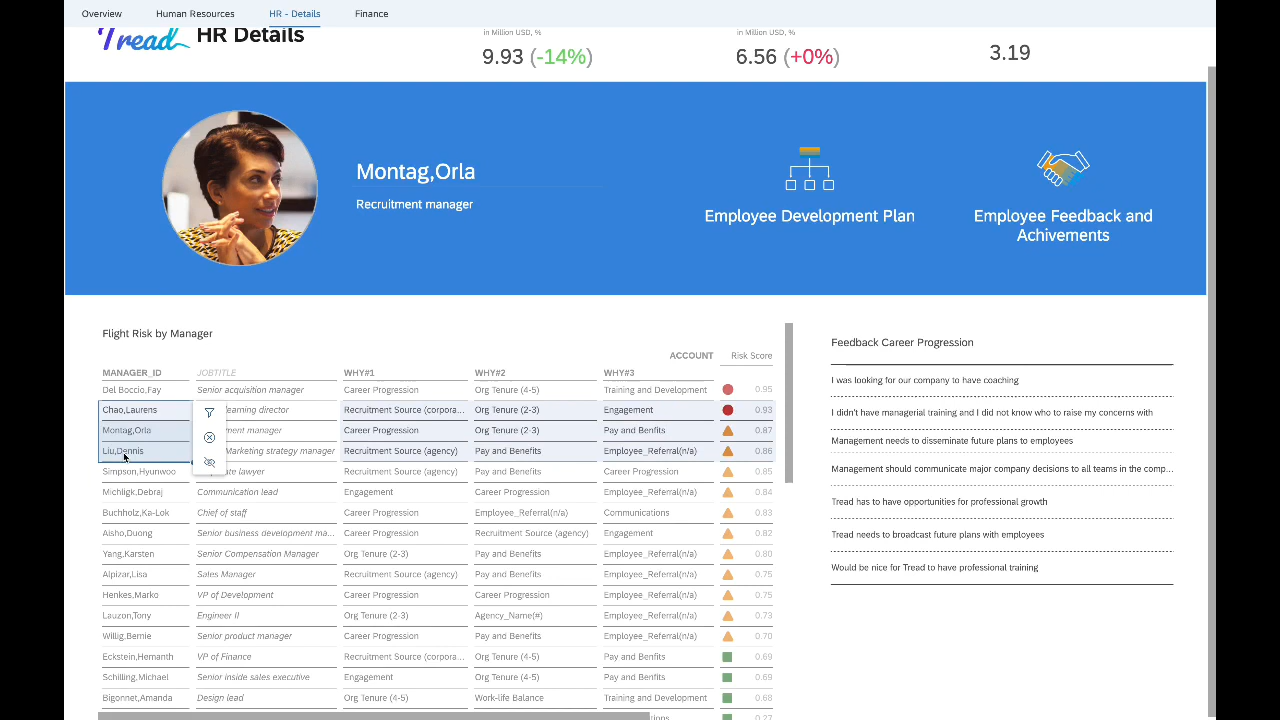 Overview Human Resources HR - Details Finance
Tread HR Details
in Million USD, %
9.93 (-14%)
in Million USD, %
6.56 (+0%)
3.19
Montag,Orla
Recruitment manager
Employee Development Plan
Employee Feedback and
Achivements
Flight Risk by Manager
ACCOUNT Risk Score
MANAGER_ID JOBTITLE WHY#1 WHY#2 WHY#3
Del Boccio,Fay Senior acquisition manager Career Progression Org Tenure (4-5) Training and Development 0.95
Chao,Laurens earning director Recruitment Source (corpora... Org Tenure (2-3) Engagement 0.93
Montag,Orla ment manager Career Progression Org Tenure (2-3) Pay and Benfits 0.87
Liu,Dennis Marketing strategy manager Recruitment Source (agency) Pay and Benefits Employee_Referral(n/a) 0.86
Simpson,Hyunwoo te lawyer Recruitment Source (agency) Pay and Benefits Career Progression 0.85
Michligk,Debraj Communication lead Engagement Career Progression Employee_Referral(n/a) 0.84
Buchholz,Ka-Lok Chief of staff Career Progression Employee_Referral(n/a) Communications 0.83
Aisho,Duong Senior business development ma... Career Progression Recruitment Source (agency) Engagement 0.82
Yang,Karsten Senior Compensation Manager Org Tenure (2-3) Pay and Benefits Employee_Referral(n/a) 0.80
Alpizar,Lisa Sales Manager Recruitment Source (agency) Pay and Benefits Employee_Referral(n/a) 0.75
Henkes,Marko VP of Development Career Progression Career Progression Employee_Referral(n/a) 0.75
Lauzon,Tony Engineer II Org Tenure (2-3) Agency_Name(#) Employee_Referral(n/a) 0.73
Willig,Bernie Senior product manager Career Progression Pay and Benefits Employee_Referral(n/a) 0.70
Eckstein,Hemanth VP of Finance Recruitment Source (corpora... Org Tenure (4-5) Pay and Benfits 0.69
Schilling,Michael Senior inside sales executive Engagement Org Tenure (4-5) Pay and Benfits 0.69
Bigonnet,Amanda Design lead Org Tenure (4-5) Work-life Balance Training and Development 0.68
tions 0.27
Feedback Career Progression
I was looking for our company to have coaching
I didn't have managerial training and I did not know who to raise my concerns with
Management needs to disseminate future plans to employees
Management should communicate major company decisions to all teams in the comp...
Tread has to have opportunities for professional growth
Tread needs to broadcast future plans with employees
Would be nice for Tread to have professional training